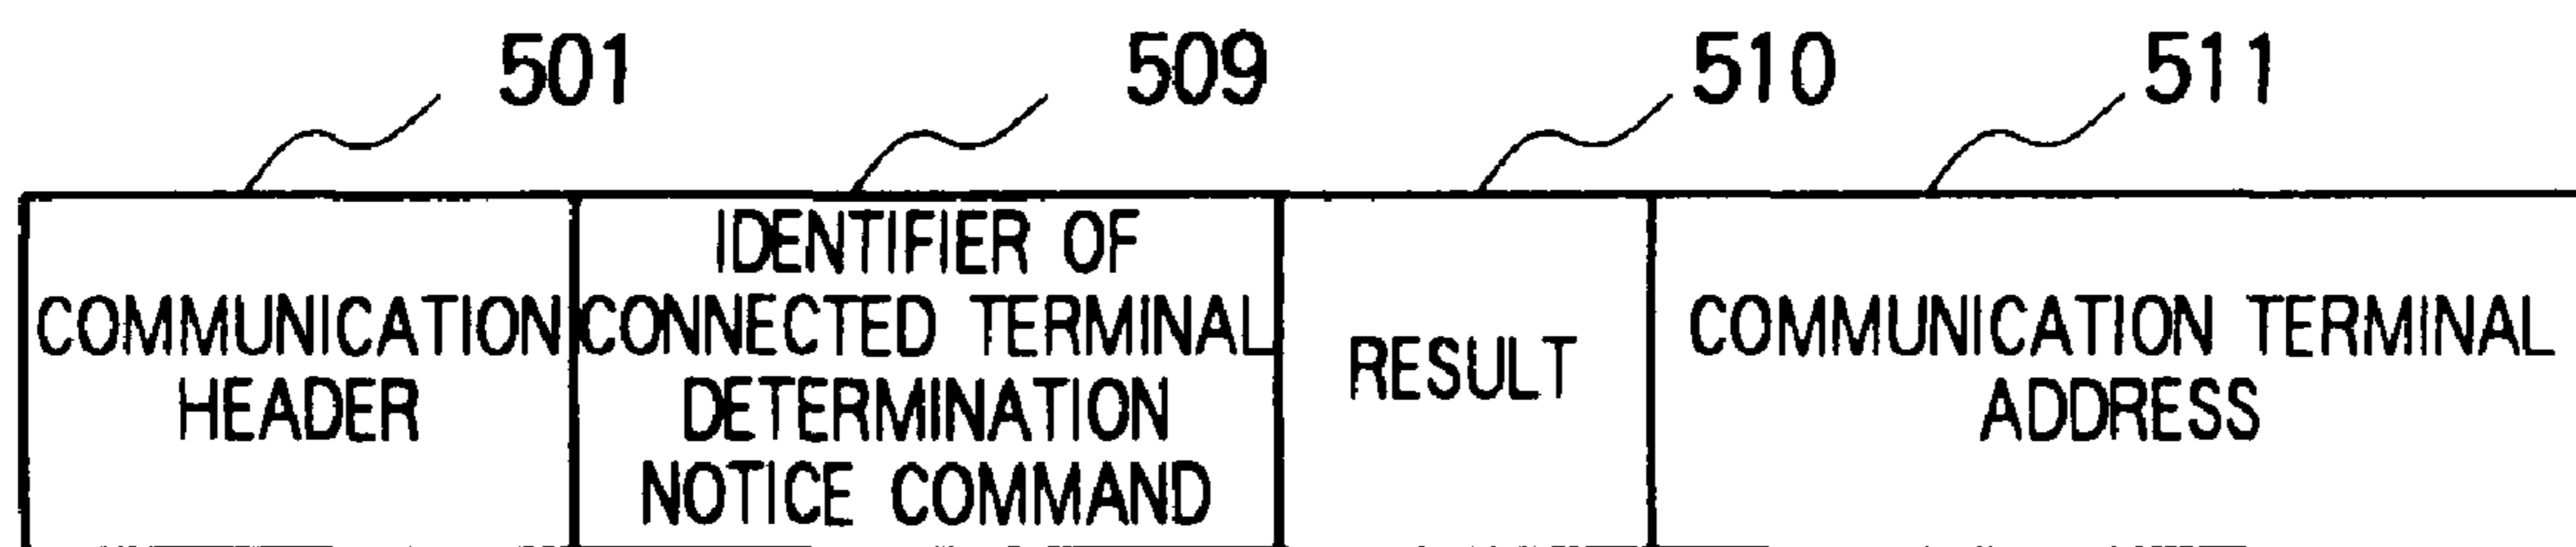 501
509
510
511
COMMUNICATION
HEADER
IDENTIFIER OF
CONNECTED TERMINAL
DETERMINATION
NOTICE COMMAND
RESULT
COMMUNICATION TERMINAL
ADDRESS